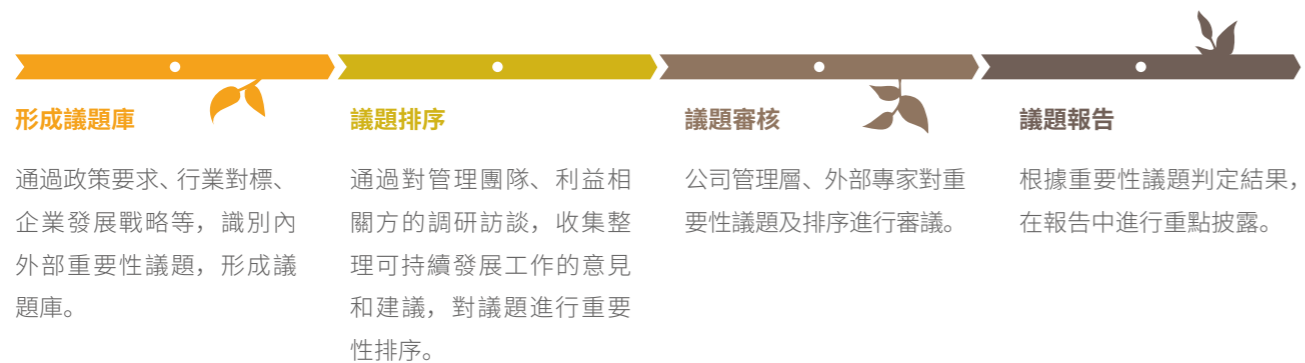 形成議題庫
通過政策要求、行業對標、
企業發展戰略等，識別內
外部重要性議題，形成議
題庫。
議題排序
通過對管理團隊、利益相
關方的調研訪談，收集整
理可持續發展工作的意見
和建議，對議題進行重要
性排序。
議題審核
公司管理層、外部專家對重
要性議題及排序進行審議。
議題報告
根據重要性議題判定結果，
在報告中進行重點披露。